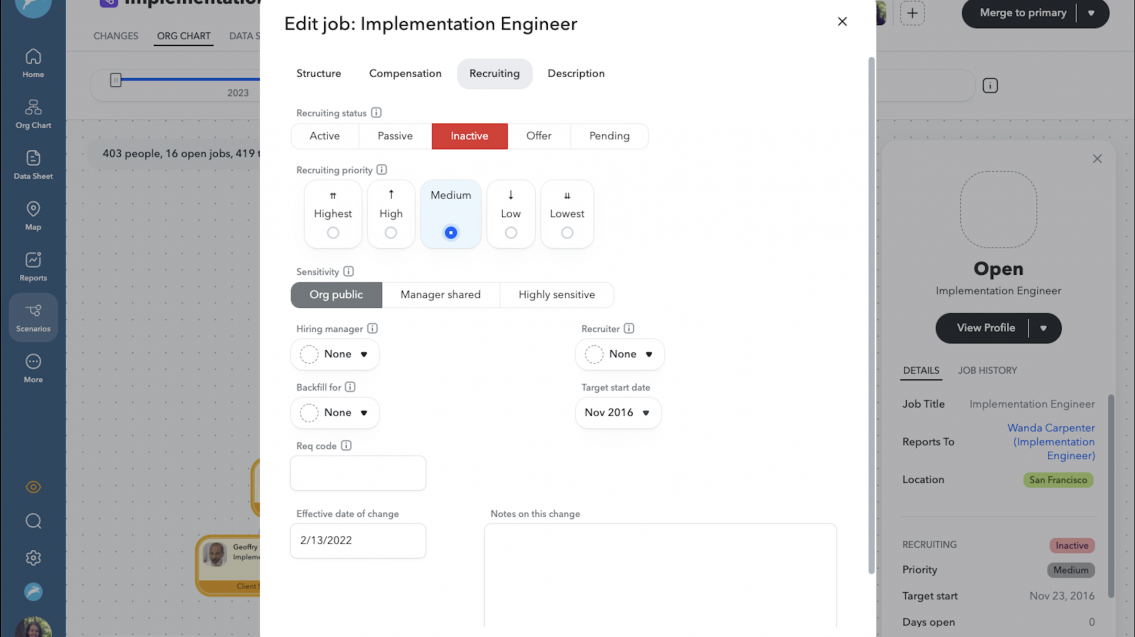 Implementation
CHANGES
ORG CHART
DATA S
Merge to primary
Home
Org Chart
Data Sheet
Map
Reports
Scenarios
More
2023
403 people, 16 open jobs, 419 t
Geoffry
Impleme
Client
Edit job: Implementation Engineer
Structure
Compensation
Recruiting
Description
Recruiting status
Active
Passive
Inactive
Offer
Pending
Recruiting priority
Highest
High
Medium
Low
Lowest
Sensitivity
Org public
Manager shared
Highly sensitive
Hiring manager
None
Recruiter
None
Backfill for
None
Target start date
Nov 2016
Req code
Effective date of change
2/13/2022
Notes on this change
Open
Implementation Engineer
View Profile
DETAILS
JOB HISTORY
Job Title
Implementation Engineer
Reports To
Wanda Carpenter
(Implementation
Engineer)
Location
San Francisco
RECRUITING
Inactive
Priority
Medium
Target start
Nov 23, 2016
Days open
0